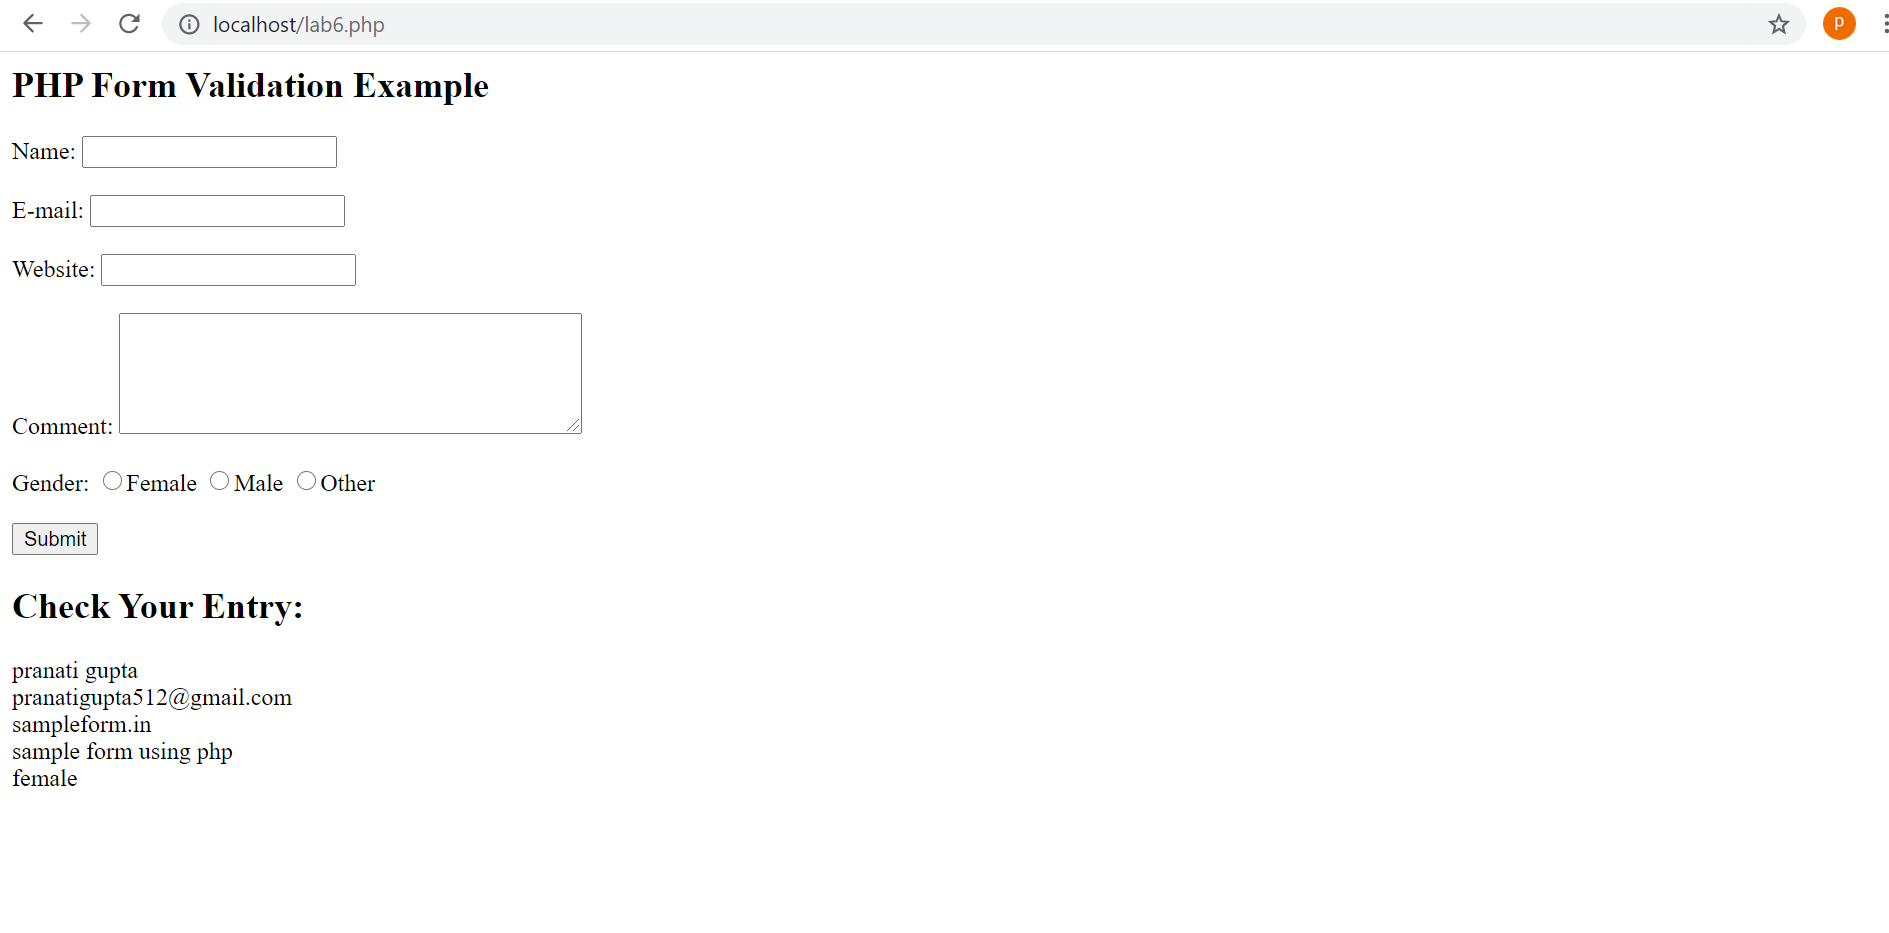 localhost/lab6.php
p
PHP Form Validation Example
Name:
E-mail:
Website:
Comment:
Gender: Female Male Other
Submit
Check Your Entry:
pranati gupta
pranatigupta512@gmail.com
sampleform.in
sample form using php
female